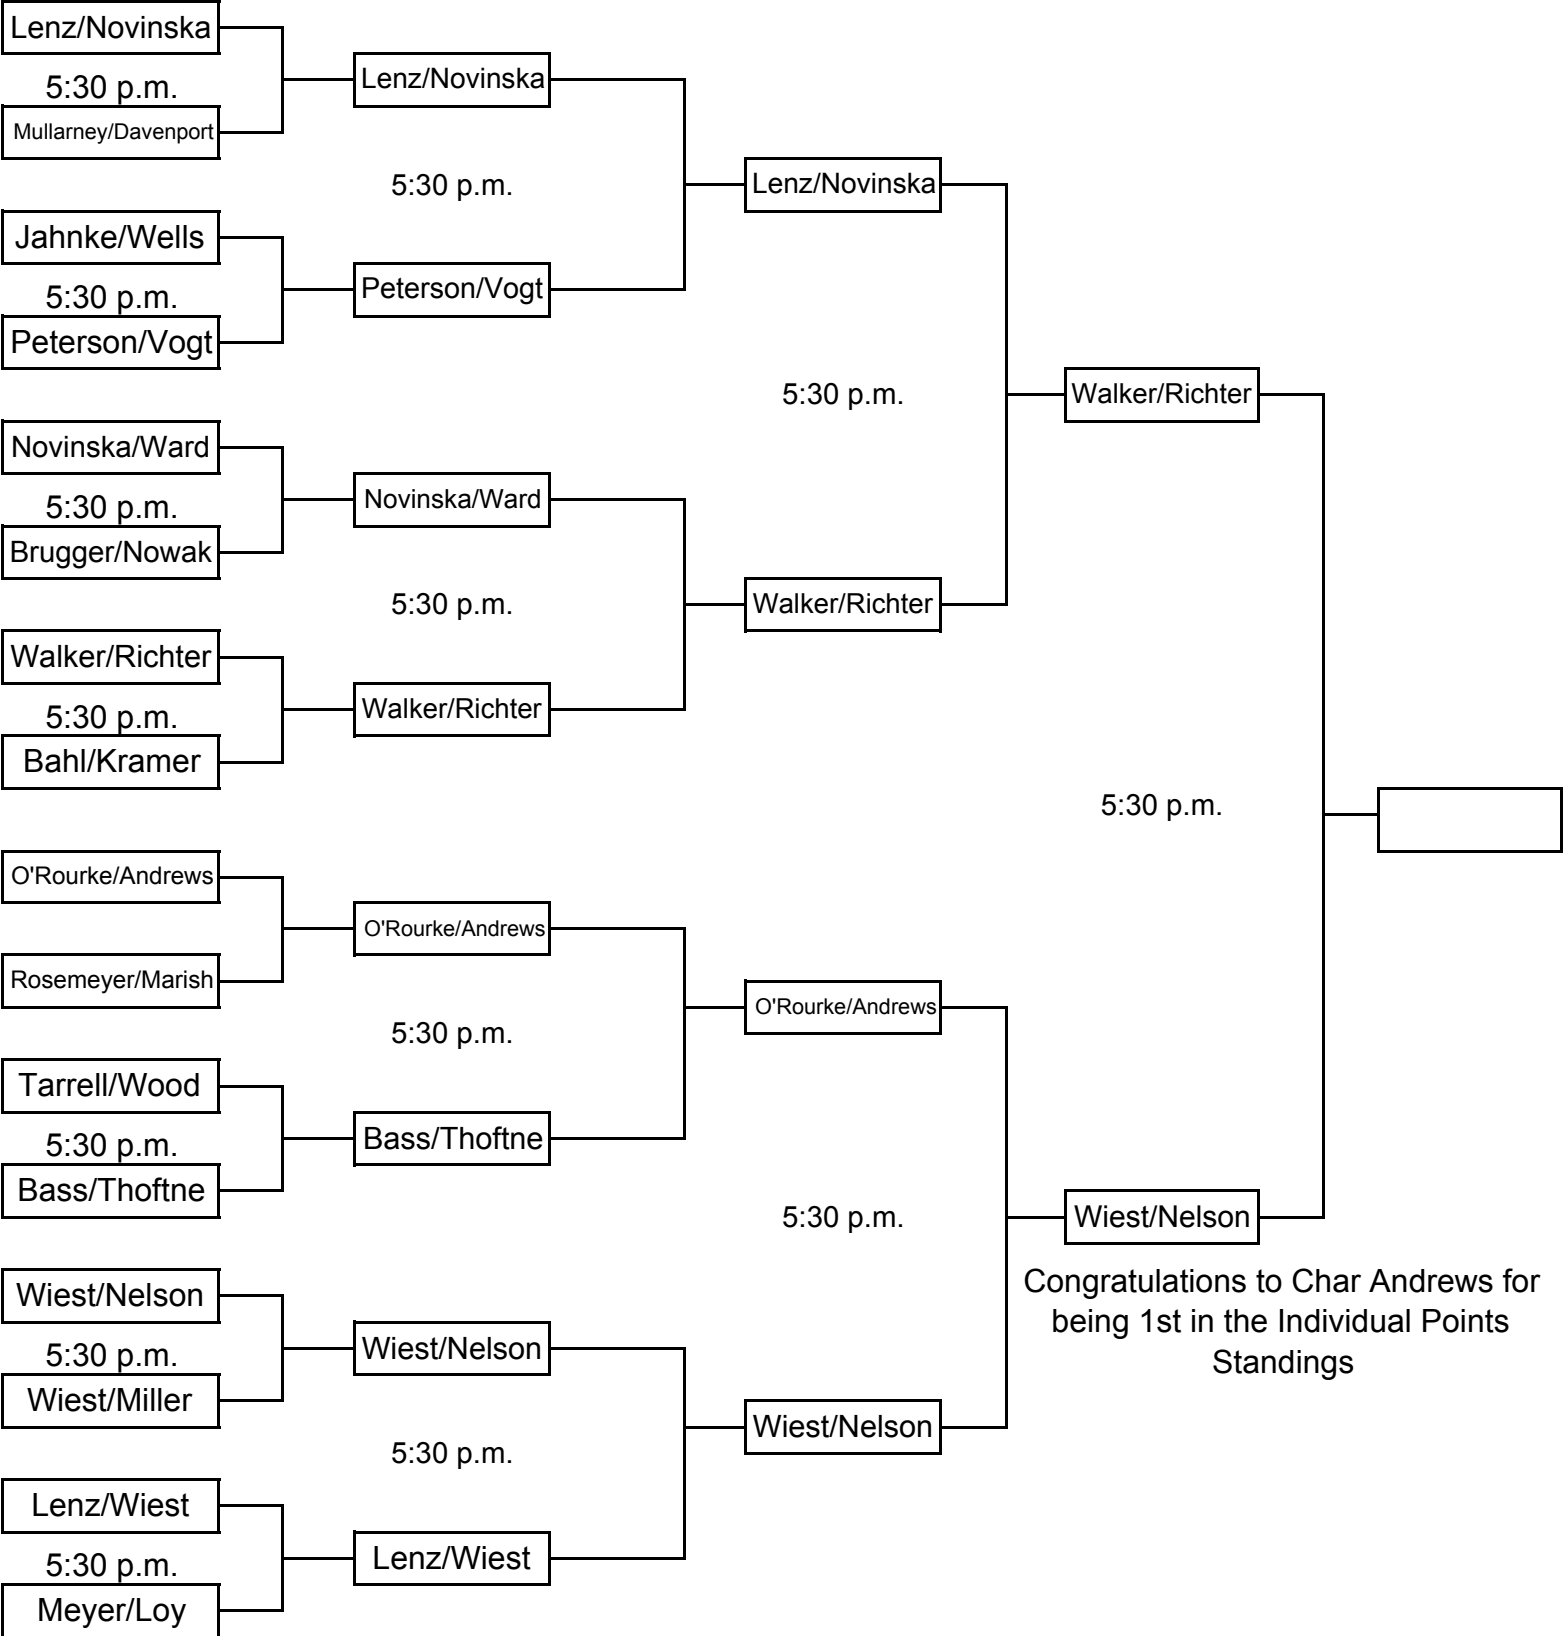 Lenz/Novinska
5:30 p.m.
Mullarney/Davenport
Jahnke/Wells
5:30 p.m.
Peterson/Vogt
Novinska/Ward
5:30 p.m.
Brugger/Nowak
Walker/Richter
5:30 p.m.
Bahl/Kramer
O'Rourke/Andrews
Rosemeyer/Marish
Tarrell/Wood
5:30 p.m.
Bass/Thoftne
Wiest/Nelson
5:30 p.m.
Wiest/Miller
Lenz/Wiest
5:30 p.m.
Meyer/Loy
Lenz/Novinska
5:30 p.m.
Peterson/Vogt
Novinska/Ward
5:30 p.m.
Walker/Richter
O'Rourke/Andrews
5:30 p.m.
Bass/Thoftne
Wiest/Nelson
5:30 p.m.
Lenz/Wiest
Lenz/Novinska
5:30 p.m.
Walker/Richter
O'Rourke/Andrews
5:30 p.m.
Wiest/Nelson
Walker/Richter
5:30 p.m.
Wiest/Nelson
Congratulations to Char Andrews for
being 1st in the Individual Points
Standings